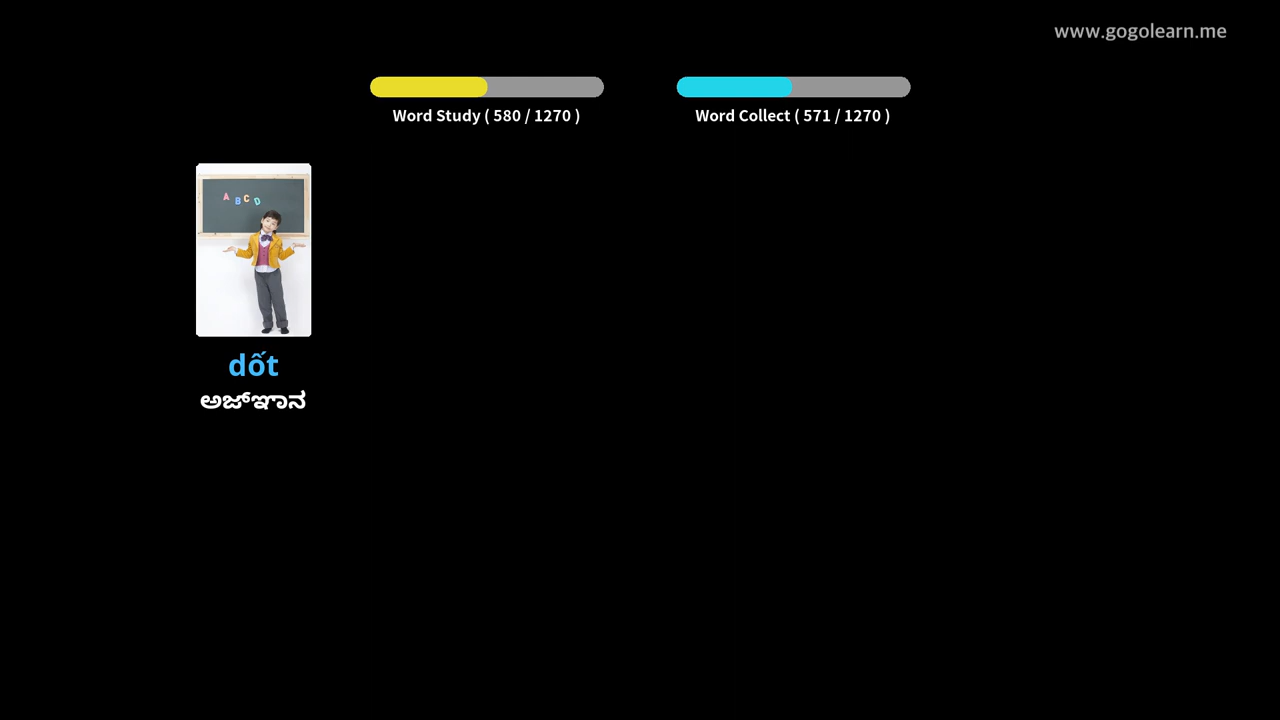 www.gogolearn.me
Word Study ( 580 / 1270 )
Word Collect ( 571 / 1270 )
A B C D
dốt
ಅಜ್‌ಞಾನ